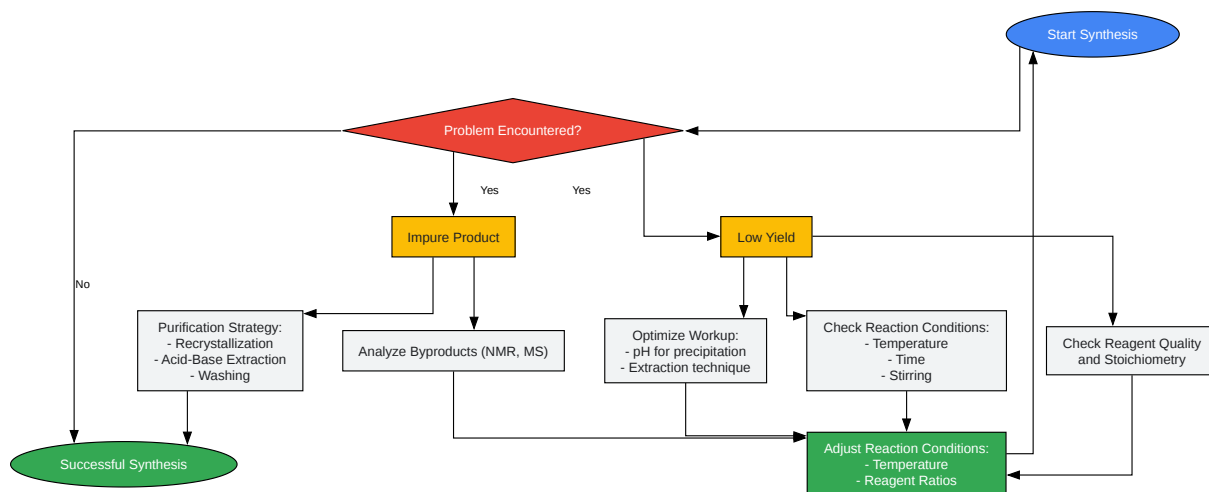 Start Synthesis
Problem Encountered?
Yes
Yes
Impure Product
Low Yield
No
Purification Strategy:
- Recrystallization
- Acid-Base Extraction
- Washing
Analyze Byproducts (NMR, MS)
Optimize Workup:
- pH for precipitation
- Extraction technique
Check Reaction Conditions:
- Temperature
- Time
- Stirring
Check Reagent Quality
and Stoichiometry
Successful Synthesis
Adjust Reaction Conditions:
- Temperature
- Reagent Ratios